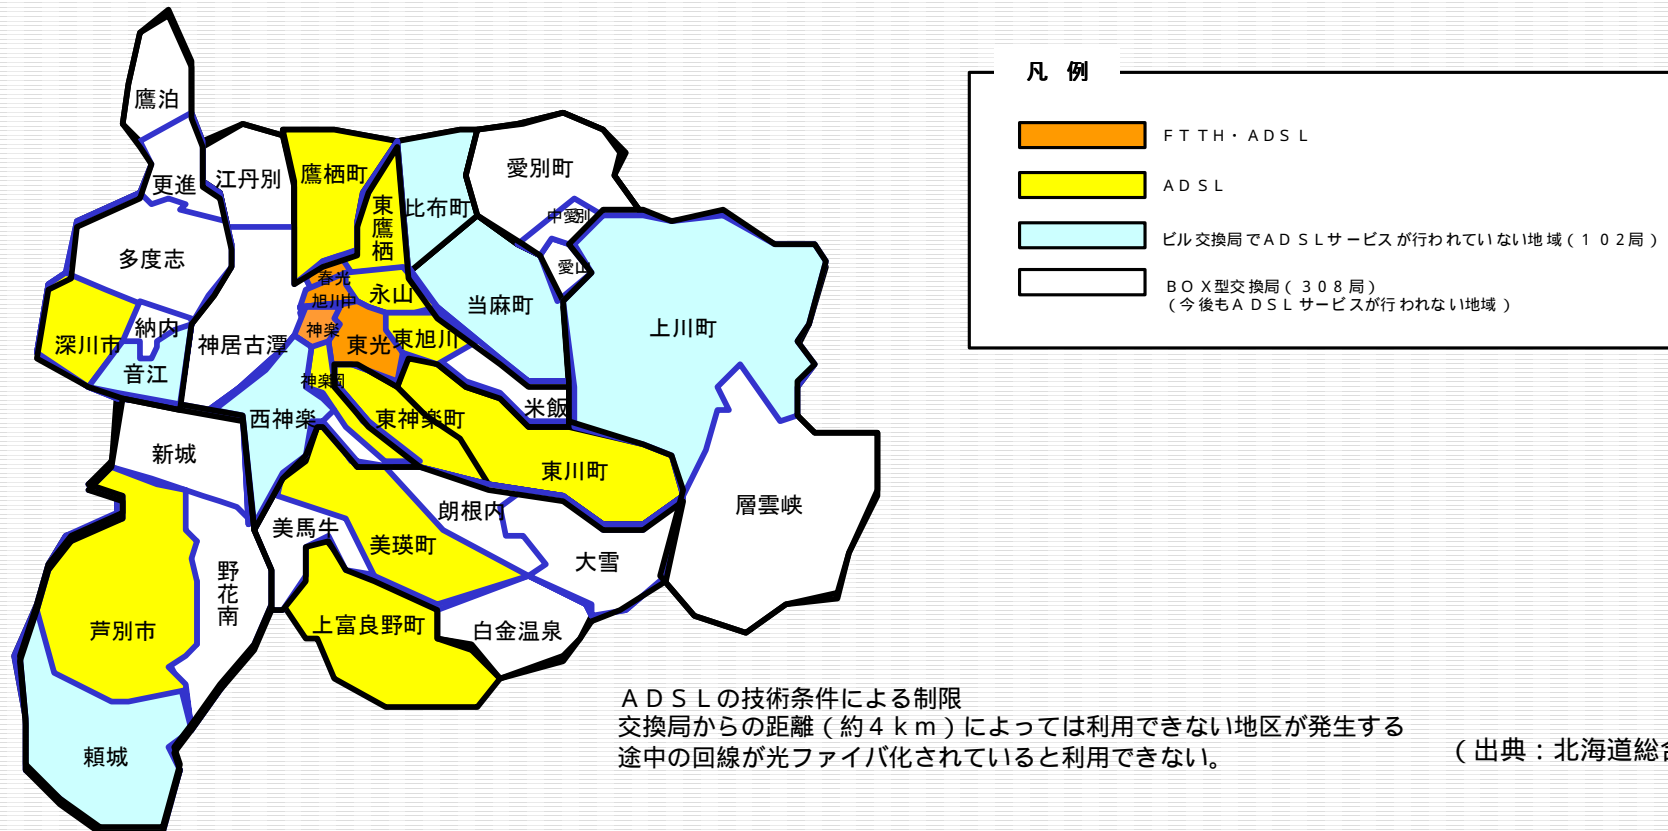 凡 例
ＦＴＴＨ・ＡＤＳＬ
ＡＤＳＬ
ビル交換局でＡＤＳＬサービスが行われていない地域（１０２局）
ＢＯＸ型交換局（３０８局）
（今後もＡＤＳＬサービスが行われない地域）
鷹泊
更進
江丹別
鷹栖町
東鷹栖
比布町
愛別町
中愛別
愛山
多度志
春光
旭川中
永山
当麻町
上川町
深川市
納内
音江
神居古潭
神楽
東光
東旭川
神楽岡
西神楽
東神楽町
米飯
新城
東川町
層雲峡
朗根内
美馬牛
美瑛町
大雪
野花南
芦別市
上富良野町
白金温泉
頼城
ＡＤＳＬの技術条件による制限
交換局からの距離（約４ｋｍ）によっては利用できない地区が発生する
途中の回線が光ファイバ化されていると利用できない。
（出典：北海道総合